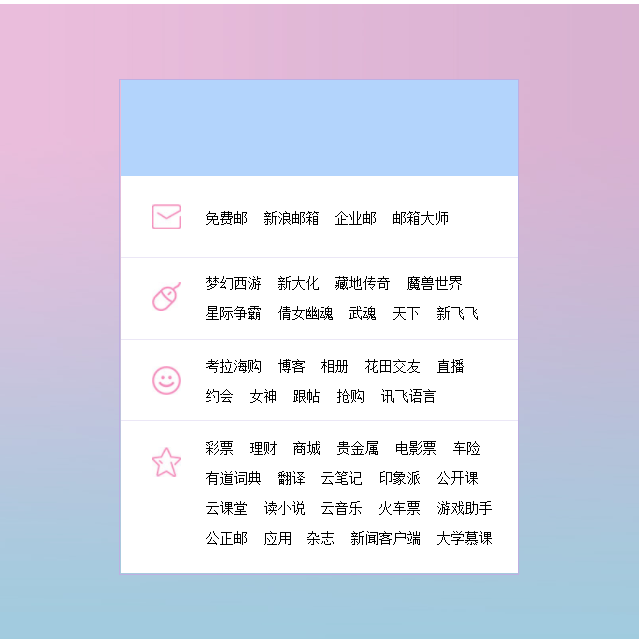 免费邮 新浪邮箱 企业邮 邮箱大师
梦幻西游 新大化 藏地传奇 魔兽世界
星际争霸 倩女幽魂 武魂 天下 新飞飞
考拉海购 博客 相册 花田交友 直播
约会 女神 跟帖 抢购 讯飞语言
彩票 理财 商城 贵金属 电影票 车险
有道词典 翻译 云笔记 印象派 公开课
云课堂 读小说 云音乐 火车票 游戏助手
公正邮 应用 杂志 新闻客户端 大学慕课